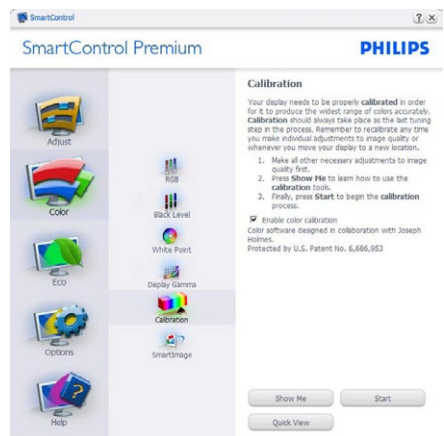 SmartControl
SmartControl Premium
PHILIPS
Adjust
Color
Eco
Options
Help
RGB
Black Level
White Point
Display Gamma
Calibration
SmartImage
Calibration
Your display needs to be properly calibrated in order
for it to produce the widest range of colors accurately.
Calibration should always take place as the last tuning
step in the process. Remember to recalibrate any time
you make individual adjustments to image quality or
whenever you move your display to a new location.
1. Make all other necessary adjustments to image
quality first.
2. Press Show Me to learn how to use the
calibration tools.
3. Finally, press Start to begin the calibration
process.
Enable color calibration
Color software designed in collaboration with Joseph
Holmes.
Protected by U.S. Patent No. 6,686,953
Show Me
Start
Quick View